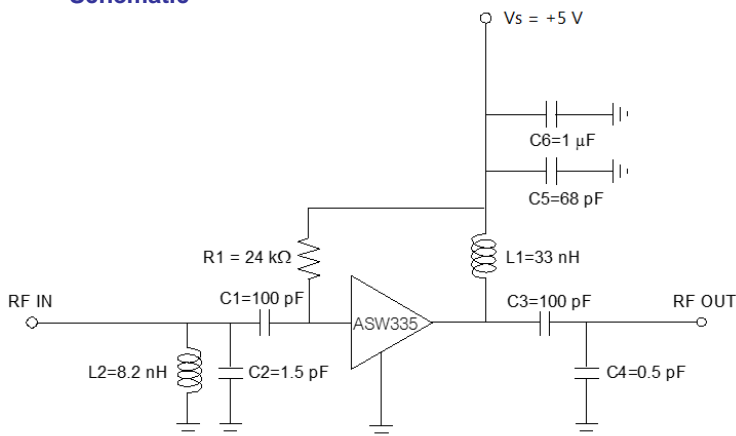 Schematic
Vs = +5 V
C6=1 μF
C5=68 pF
R1 = 24 kΩ
L1=33 nH
RF IN
C1=100 pF
C3=100 pF
RF OUT
ASW335
L2=8.2 nH
C2=1.5 pF
C4=0.5 pF